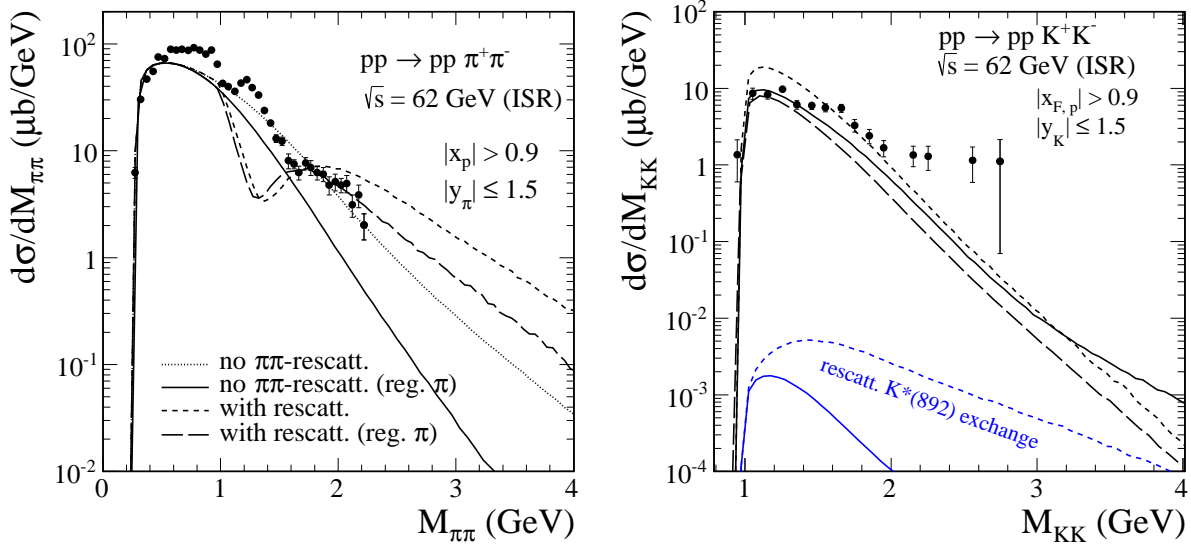 dσ/dM_ππ (μb/GeV)
10²
10
1
10⁻¹
10⁻²
pp → pp π⁺π⁻
√s = 62 GeV (ISR)
|x_p| > 0.9
|y_π| ≤ 1.5
no ππ-rescatt.
no ππ-rescatt. (reg. π)
with rescatt.
with rescatt. (reg. π)
0 1 2 3 4
M_ππ (GeV)
dσ/dM_KK (μb/GeV)
10²
10
1
10⁻¹
10⁻²
10⁻³
10⁻⁴
pp → pp K⁺K⁻
√s = 62 GeV (ISR)
|x_F, p| > 0.9
|y_K| ≤ 1.5
rescatt. K*(892) exchange
1 2 3 4
M_KK (GeV)